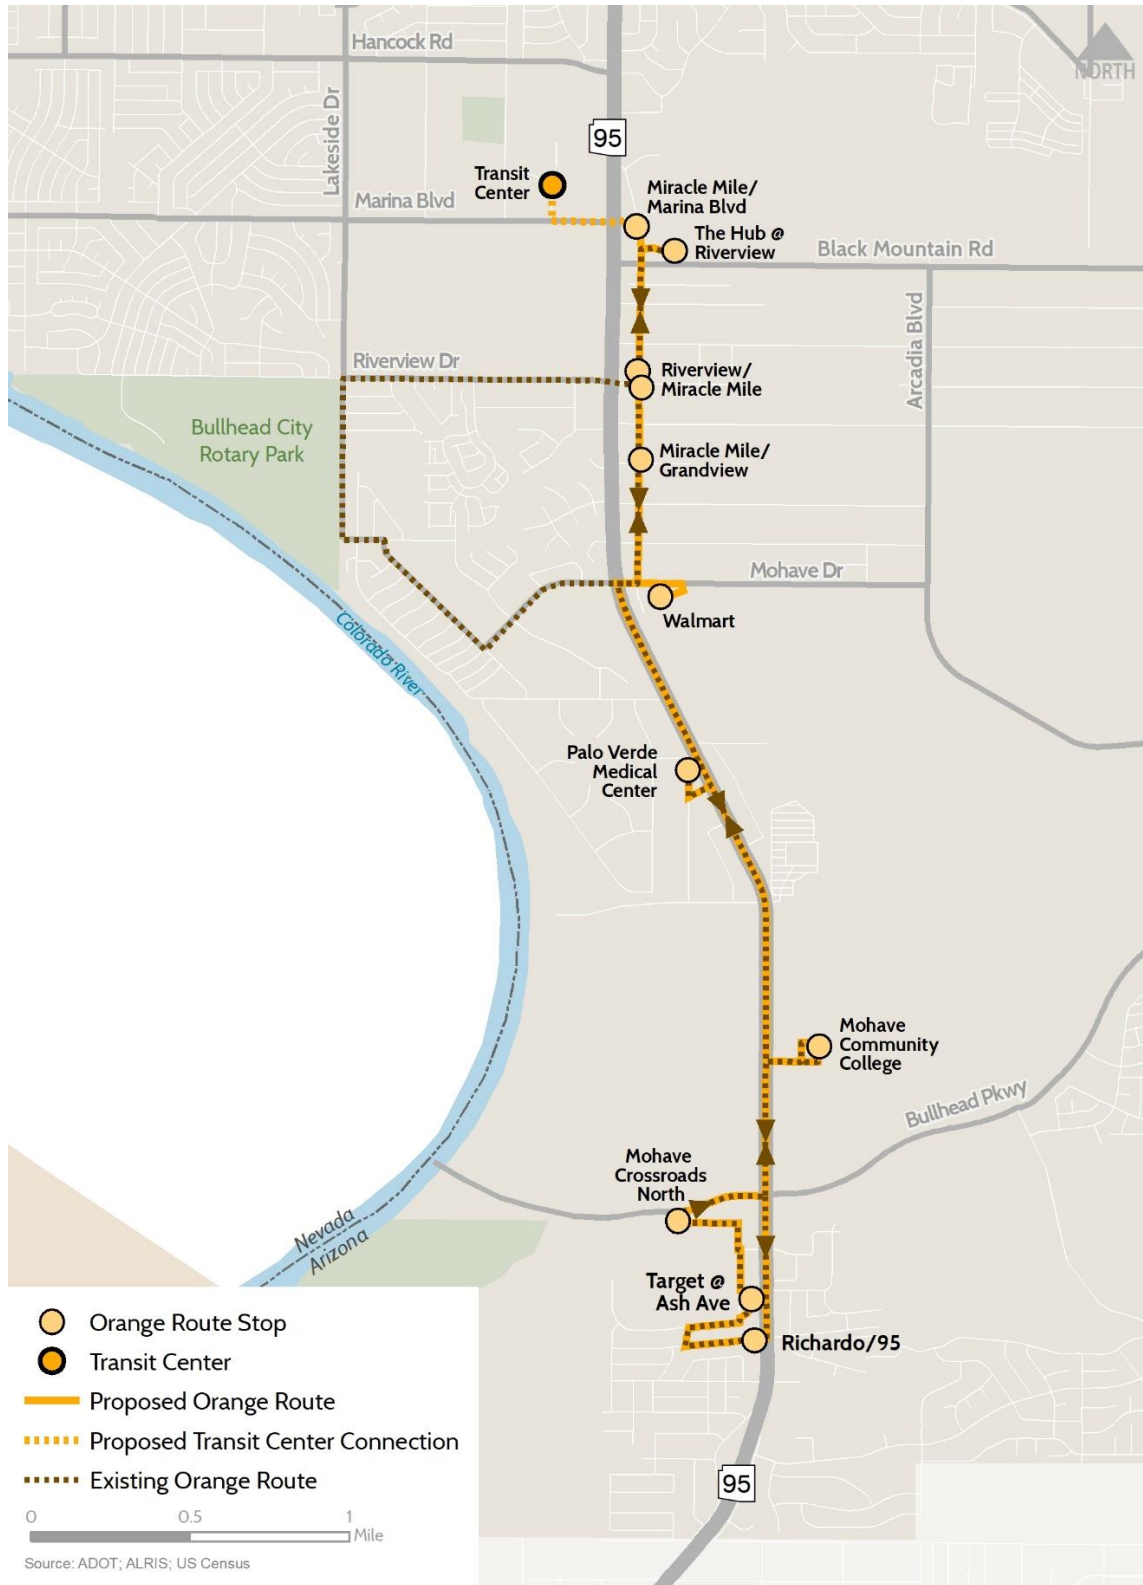 Hancock Rd
NORTH
Lakeside Dr
95
Transit
Center
Marina Blvd
Miracle Mile/
Marina Blvd
The Hub @
Riverview
Black Mountain Rd
Arcadia Blvd
Riverview Dr
Riverview/
Miracle Mile
Bullhead City
Rotary Park
Miracle Mile/
Grandview
Mohave Dr
Walmart
Colorado River
Palo Verde
Medical
Center
Mohave
Community
College
Bullhead Pkwy
Mohave
Crossroads
North
Nevada
Arizona
Target @
Ash Ave
Richardo/95
95
Orange Route Stop
Transit Center
Proposed Orange Route
Proposed Transit Center Connection
Existing Orange Route
0 0.5 1
Mile
Source: ADOT; ALRIS; US Census